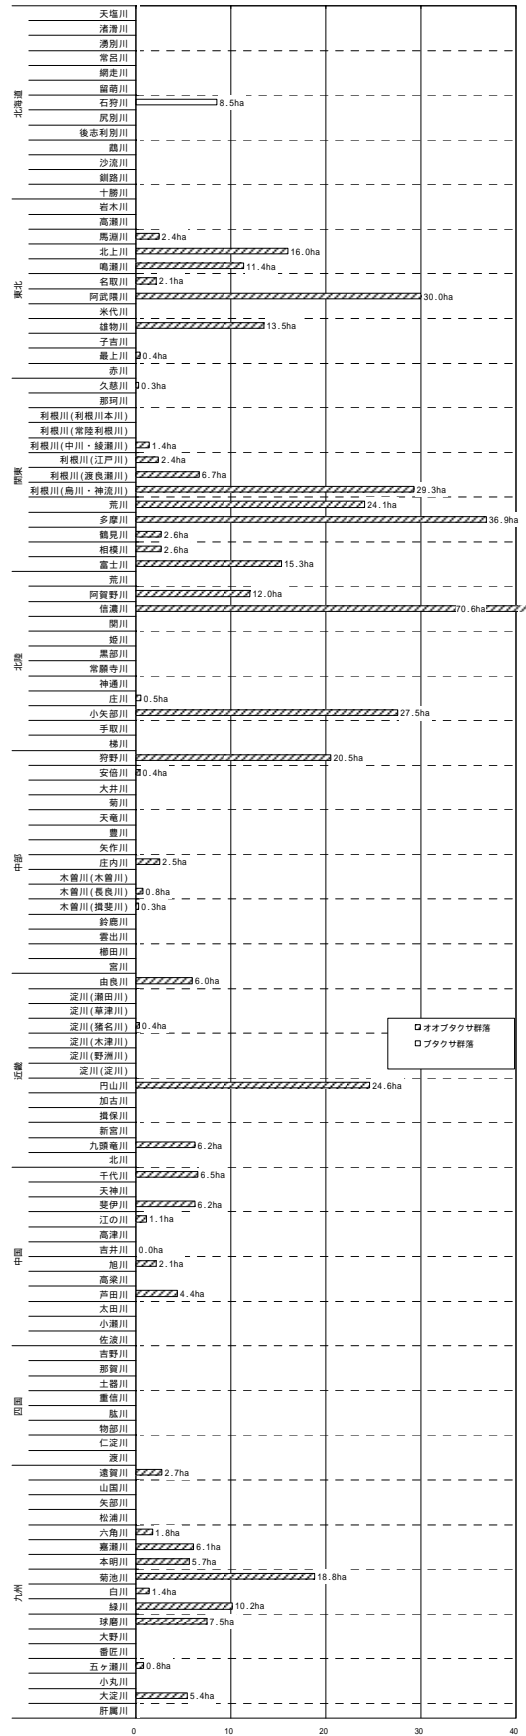 北海道
天塩川
渚滑川
湧別川
常呂川
網走川
留萌川
石狩川 8.5ha
尻別川
後志利別川
鵡川
沙流川
釧路川
十勝川
東北
岩木川
高瀬川
馬淵川 2.4ha
北上川 16.0ha
鳴瀬川 11.4ha
名取川 2.1ha
阿武隈川 30.0ha
米代川
雄物川 13.5ha
子吉川
最上川 0.4ha
赤川
関東
久慈川 0.3ha
那珂川
利根川(利根川本川)
利根川(常陸利根川)
利根川(中川・綾瀬川) 1.4ha
利根川(江戸川) 2.4ha
利根川(渡良瀬川) 6.7ha
利根川(烏川・神流川) 29.3ha
荒川 24.1ha
多摩川 36.9ha
鶴見川 2.6ha
相模川 2.6ha
富士川 15.3ha
北陸
荒川
阿賀野川 12.0ha
信濃川 70.6ha
関川
姫川
黒部川
常願寺川
神通川
庄川 0.5ha
小矢部川 27.5ha
手取川
梯川
中部
狩野川 20.5ha
安倍川 0.4ha
大井川
菊川
天竜川
豊川
矢作川
庄内川 2.5ha
木曽川(木曽川)
木曽川(長良川) 0.8ha
木曽川(揖斐川) 0.3ha
鈴鹿川
雲出川
櫛田川
宮川
近畿
由良川 6.0ha
淀川(瀬田川)
淀川(草津川)
淀川(猪名川) 0.4ha
淀川(木津川)
淀川(野洲川)
淀川(淀川)
円山川 24.6ha
加古川
揖保川
新宮川
九頭竜川 6.2ha
北川
中国
千代川 6.5ha
天神川
斐伊川 6.2ha
江の川 1.1ha
高津川
吉井川 0.0ha
旭川 2.1ha
高梁川
芦田川 4.4ha
太田川
小瀬川
佐波川
四国
吉野川
那賀川
土器川
重信川
肱川
物部川
仁淀川
渡川
九州
遠賀川 2.7ha
山国川
矢部川
松浦川
六角川 1.8ha
嘉瀬川 6.1ha
本明川 5.7ha
菊池川 18.8ha
白川 1.4ha
緑川 10.2ha
球磨川 7.5ha
大野川
番匠川
五ヶ瀬川 0.8ha
小丸川
大淀川 5.4ha
肝属川
オオブタクサ群落
ブタクサ群落
0 10 20 30 40